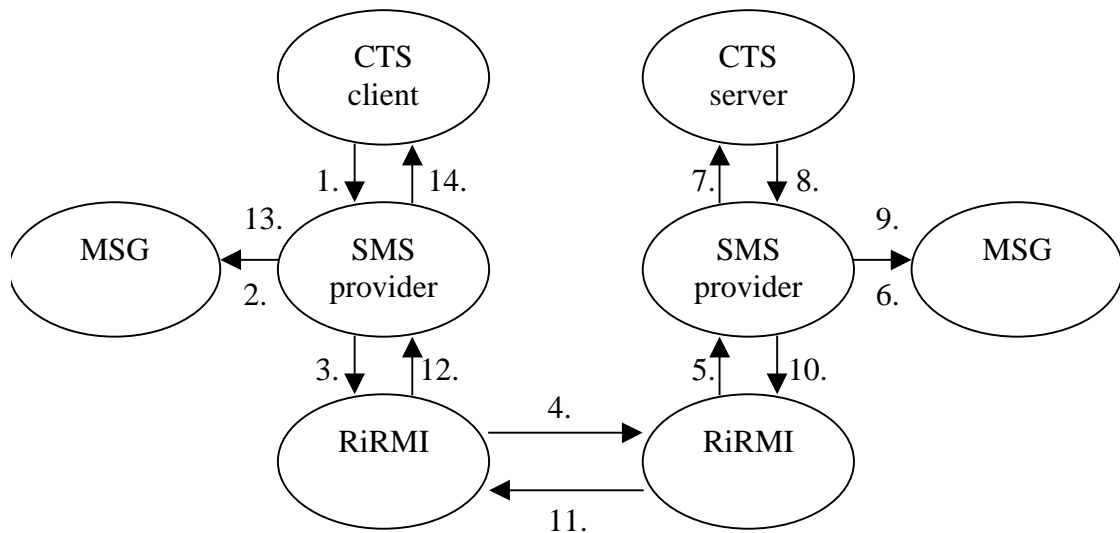 CTS
client
CTS
server
1.
14.
7.
8.
13.
9.
MSG
SMS
provider
SMS
provider
MSG
2.
6.
3.
12.
5.
10.
4.
RiRMI
RiRMI
11.